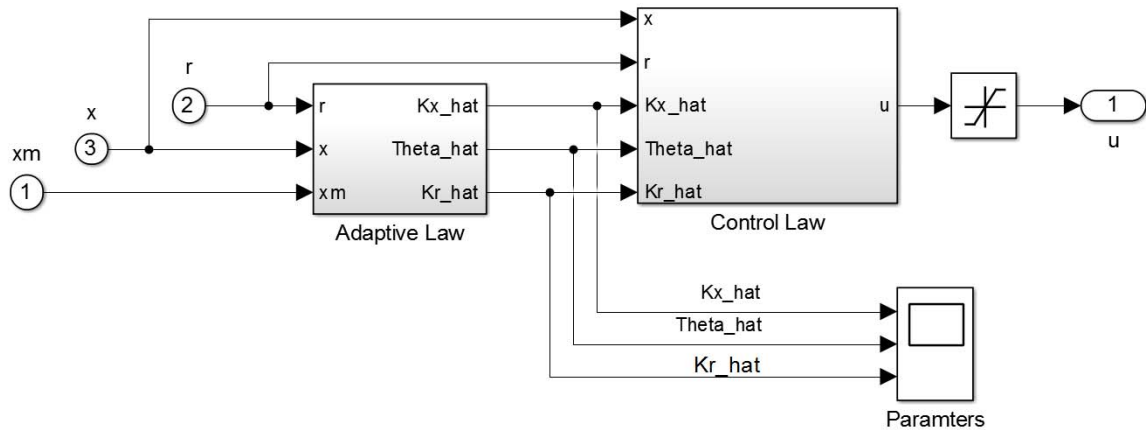 x
r
r
2
r
Kx_hat
Kx_hat
u
1
x
3
x
Theta_hat
Theta_hat
u
xm
1
xm
Kr_hat
Kr_hat
Adaptive Law
Control Law
Kx_hat
Theta_hat
Kr_hat
Paramters